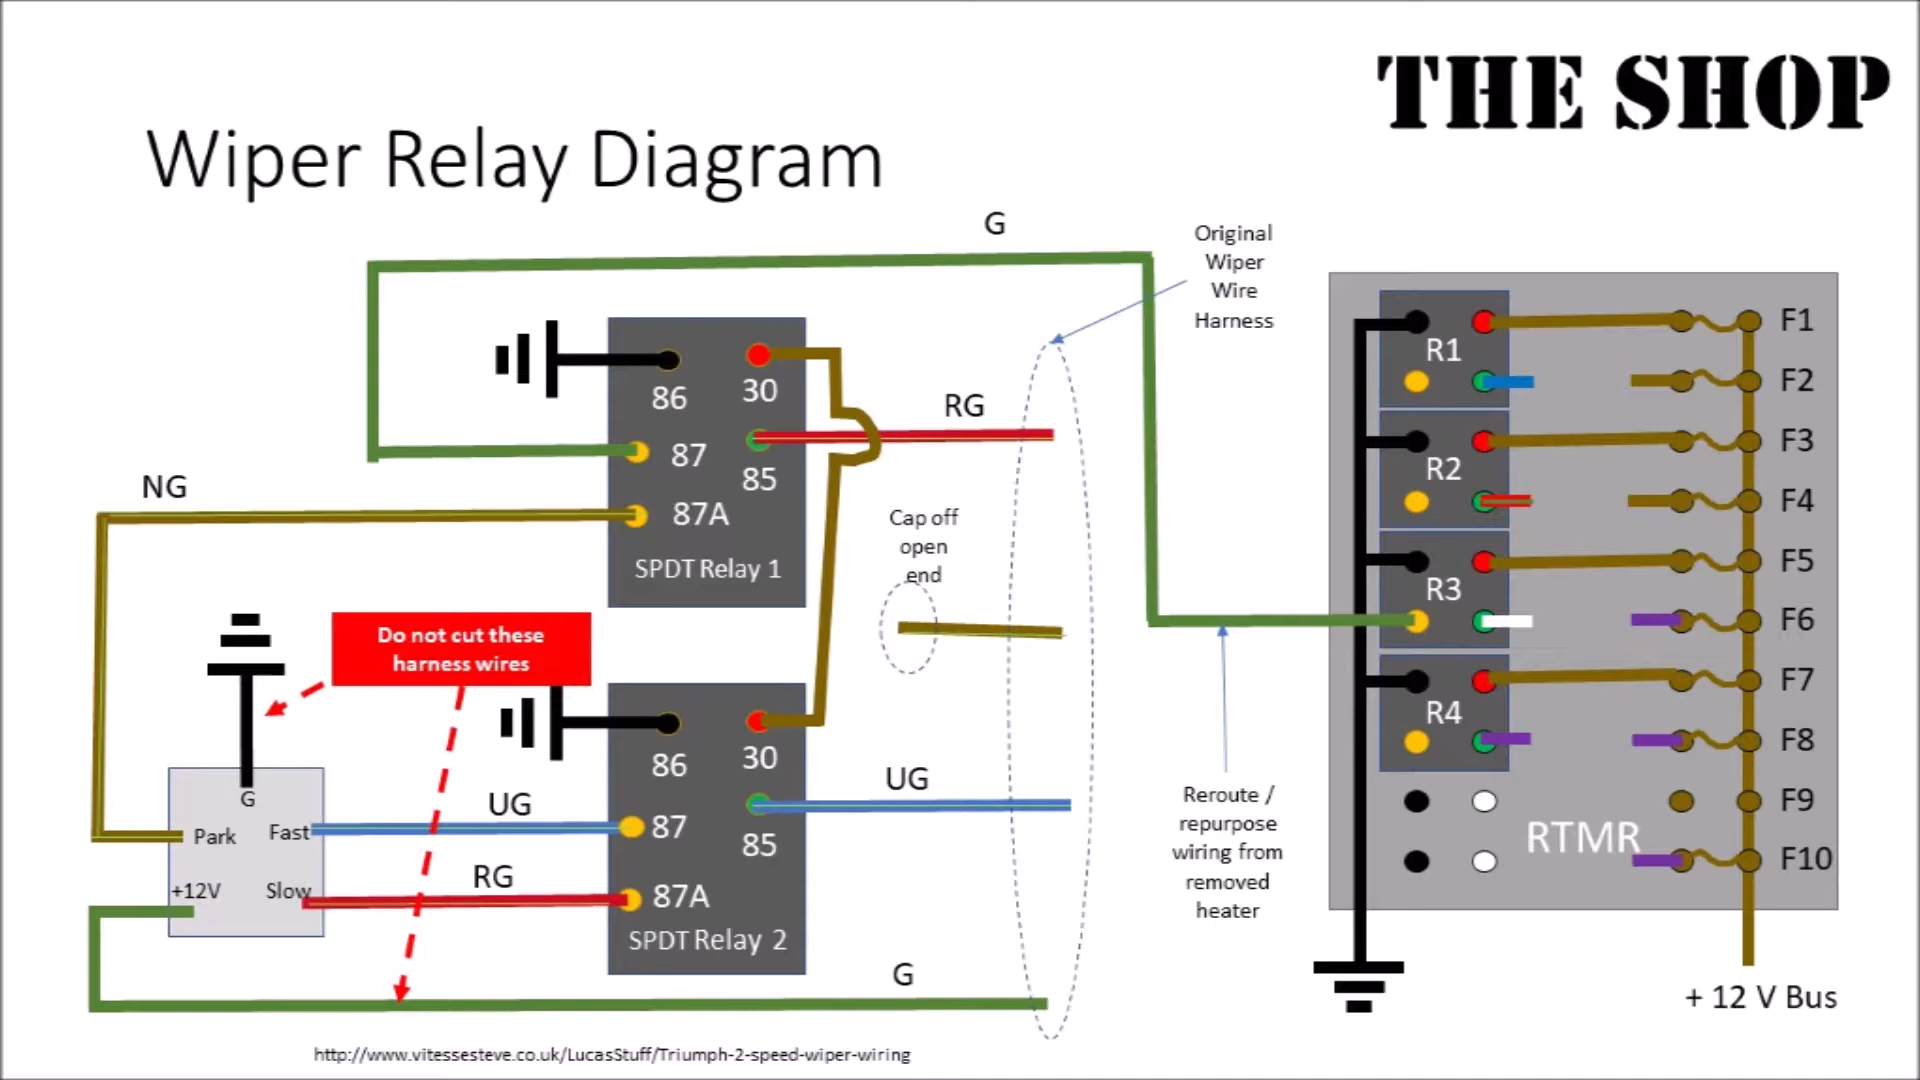 THE SHOP
Wiper Relay Diagram
G
Original
Wiper
Wire
Harness
86
30
RG
87
85
NG
87A
SPDT Relay 1
Cap off
open
end
Do not cut these
harness wires
86
30
UG
G
UG
87
85
Park
Fast
RG
+12V
Slow
87A
SPDT Relay 2
G
Reroute /
repurpose
wiring from
removed
heater
R1
R2
R3
R4
RTMR
F1
F2
F3
F4
F5
F6
F7
F8
F9
F10
+ 12 V Bus
http://www.vitessesteve.co.uk/LucasStuff/Triumph-2-speed-wiper-wiring